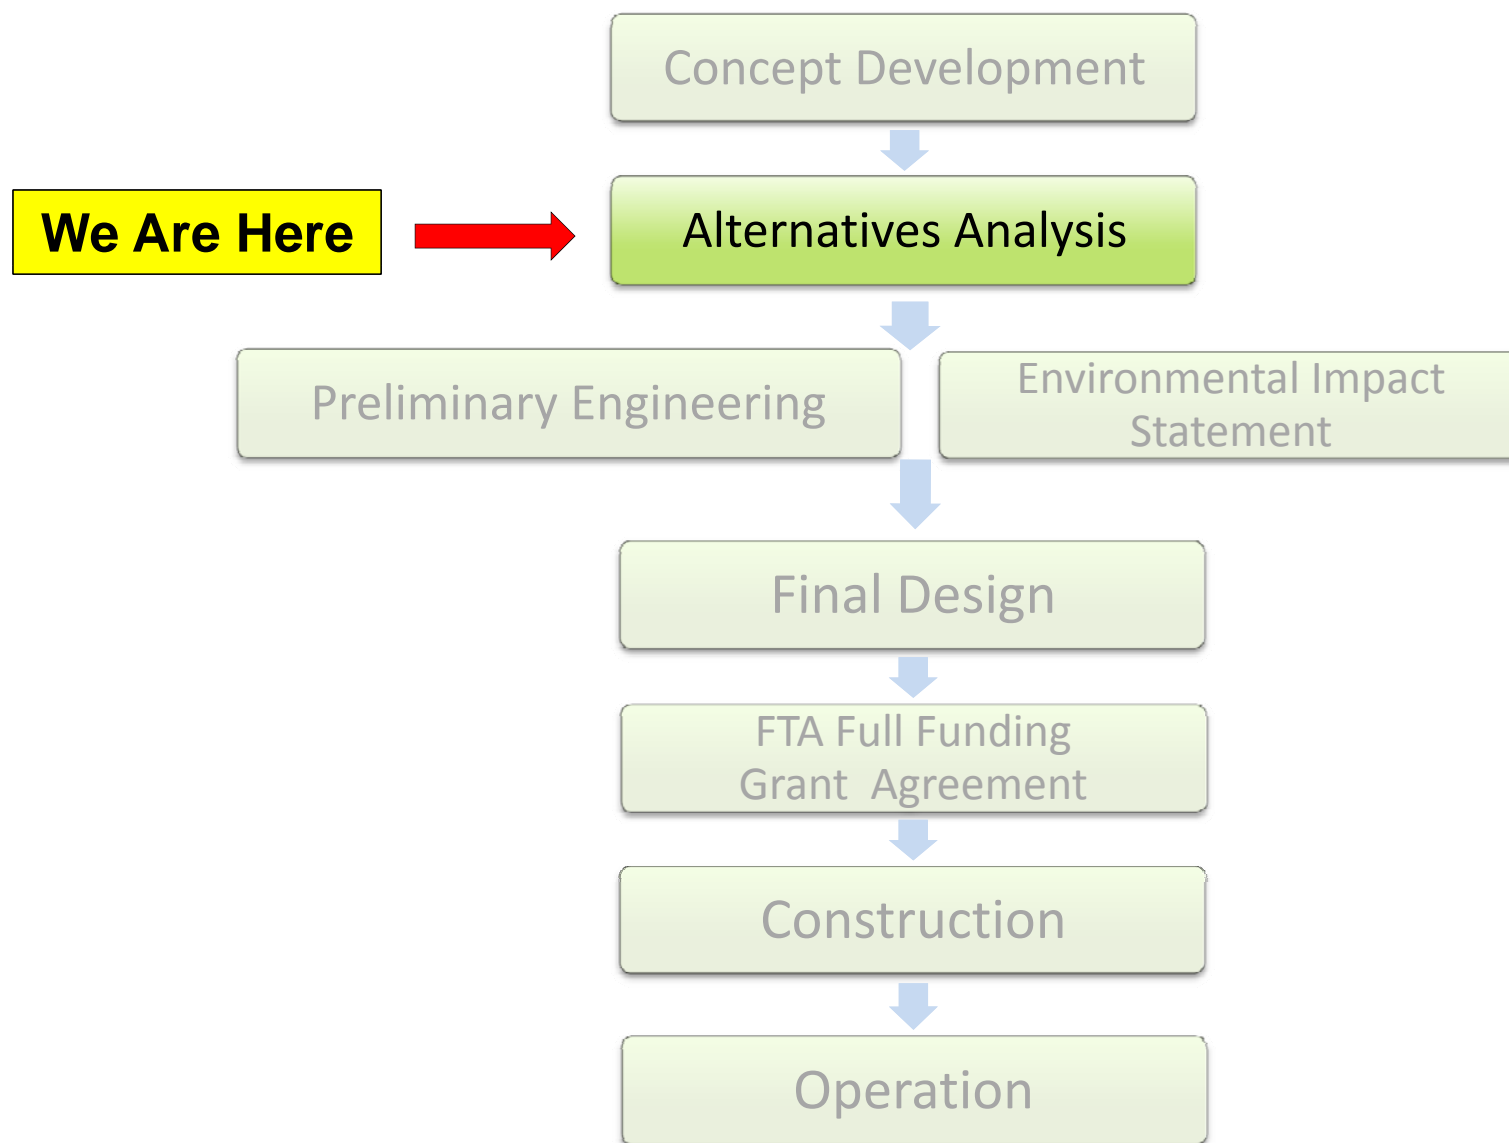 Concept Development
We Are Here
Alternatives Analysis
Preliminary Engineering
Environmental Impact
Statement
Final Design
FTA Full Funding
Grant Agreement
Construction
Operation